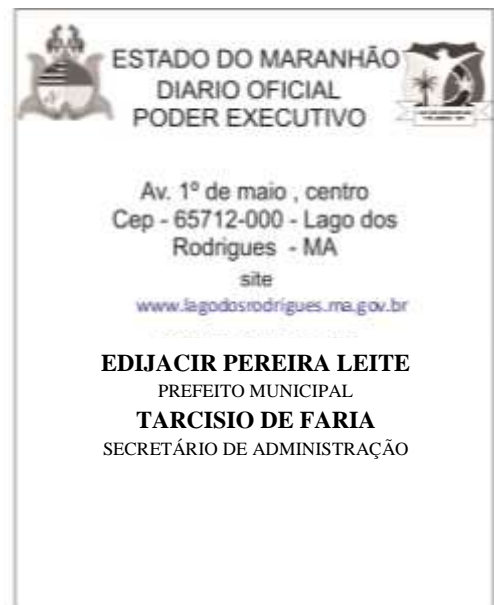 ESTADO DO MARANHÃO
DIARIO OFICIAL
PODER EXECUTIVO
Av. 1º de maio , centro
Cep - 65712-000 - Lago dos
Rodrigues - MA
site
www.lagodosrodrigues.ma.gov.br
EDIJACIR PEREIRA LEITE
PREFEITO MUNICIPAL
TARCISIO DE FARIA
SECRETÁRIO DE ADMINISTRAÇÃO